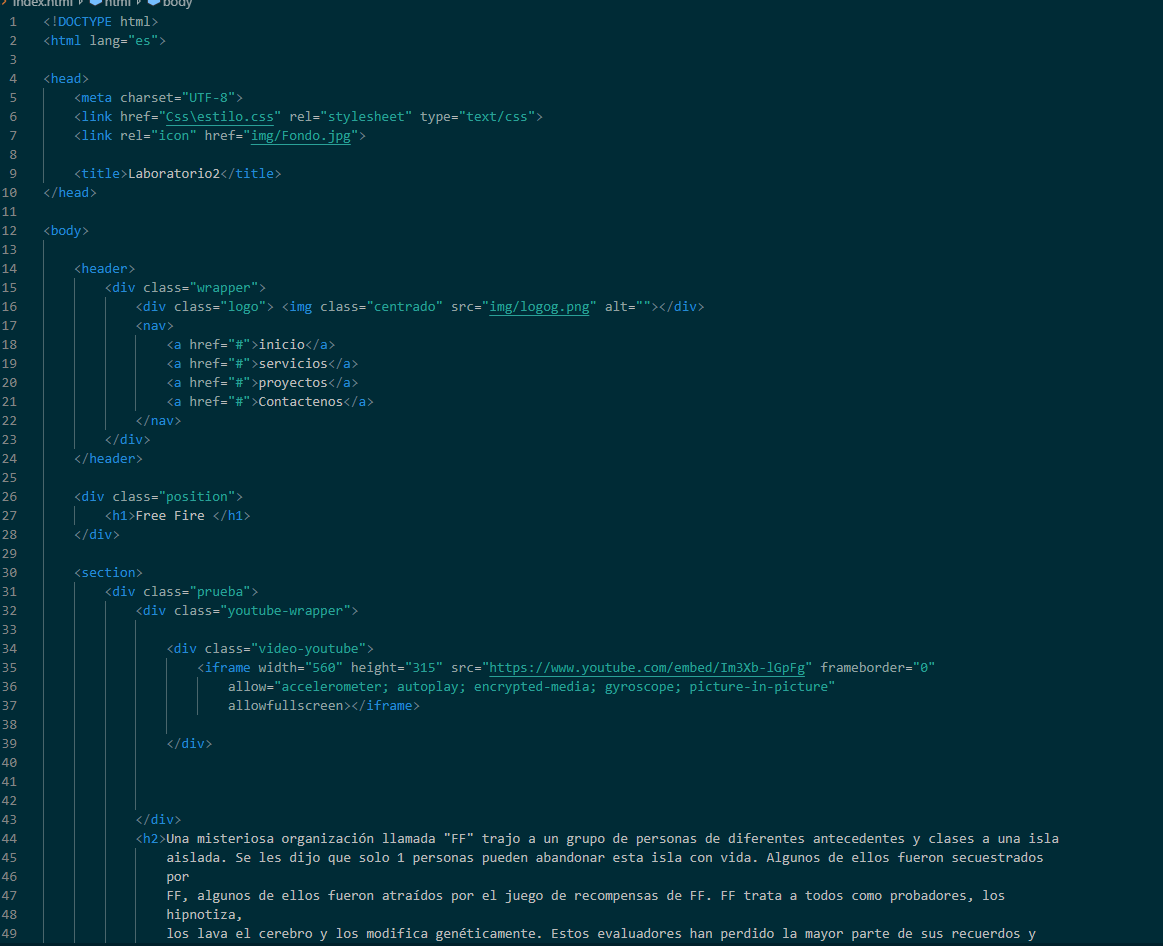 index.html html body
1 <!DOCTYPE html>
2 <html lang="es">
3
4 <head>
5 <meta charset="UTF-8">
6 <link href="Css\estilo.css" rel="stylesheet" type="text/css">
7 <link rel="icon" href="img/Fondo.jpg">
8
9 <title>Laboratorio2</title>
10 </head>
11
12 <body>
13
14 <header>
15 <div class="wrapper">
16 <div class="logo"> <img class="centrado" src="img/logog.png" alt=""></div>
17 <nav>
18 <a href="#">inicio</a>
19 <a href="#">servicios</a>
20 <a href="#">proyectos</a>
21 <a href="#">Contactenos</a>
22 </nav>
23 </div>
24 </header>
25
26 <div class="position">
27 <h1>Free Fire </h1>
28 </div>
29
30 <section>
31 <div class="prueba">
32 <div class="youtube-wrapper">
33
34 <div class="video-youtube">
35 <iframe width="560" height="315" src="https://www.youtube.com/embed/Im3Xb-lGpFg" frameborder="0"
36 allow="accelerometer; autoplay; encrypted-media; gyroscope; picture-in-picture"
37 allowfullscreen></iframe>
38
39 </div>
40
41
42
43 </div>
44 <h2>Una misteriosa organización llamada "FF" trajo a un grupo de personas de diferentes antecedentes y clases a una isla
45 aislada. Se les dijo que solo 1 personas pueden abandonar esta isla con vida. Algunos de ellos fueron secuestrados
46 por
47 FF, algunos de ellos fueron atraídos por el juego de recompensas de FF. FF trata a todos como probadores, los
48 hipnotiza,
49 los lava el cerebro y los modifica genéticamente. Estos evaluadores han perdido la mayor parte de sus recuerdos y